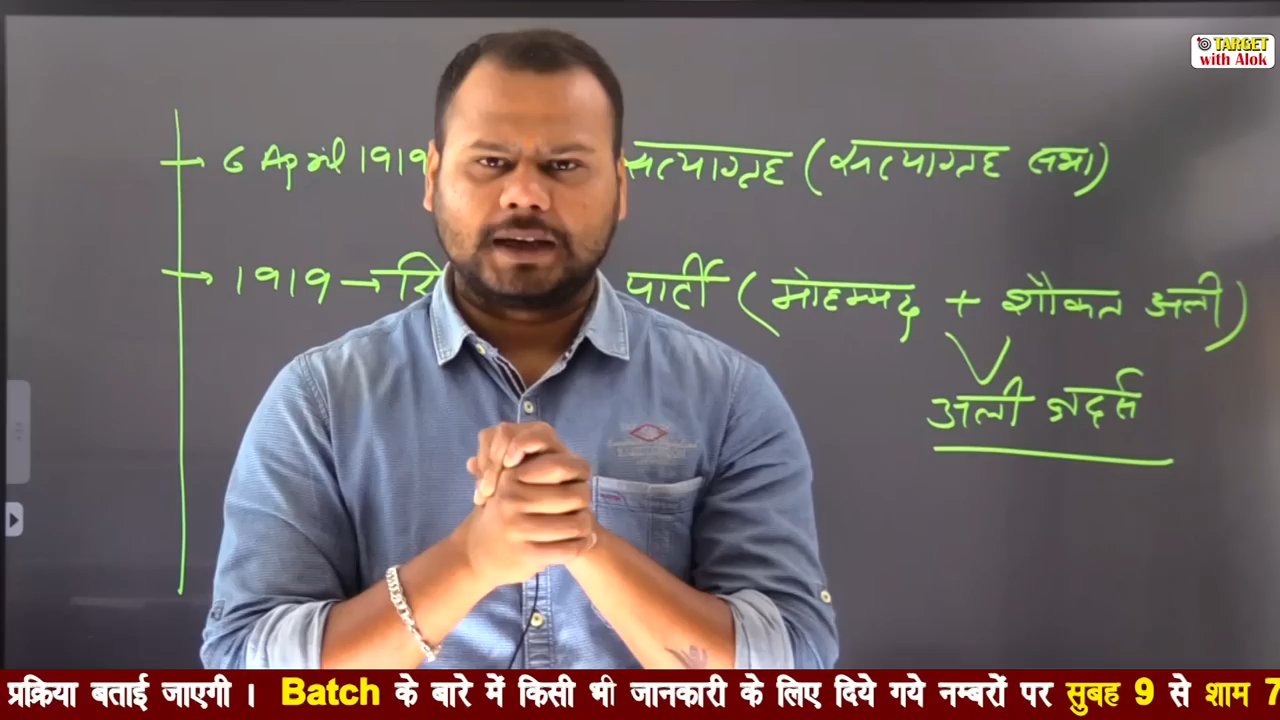 TARGET
with Alok
6 April 1919 सत्याग्रह (सत्याग्रह सभा)
1919 → खि पार्टी (मोहम्मद + शौकत अली)
अली ब्रदर्स
प्रक्रिया बताई जाएगी । Batch के बारे में किसी भी जानकारी के लिए दिये गये नम्बरों पर सुबह 9 से शाम 7